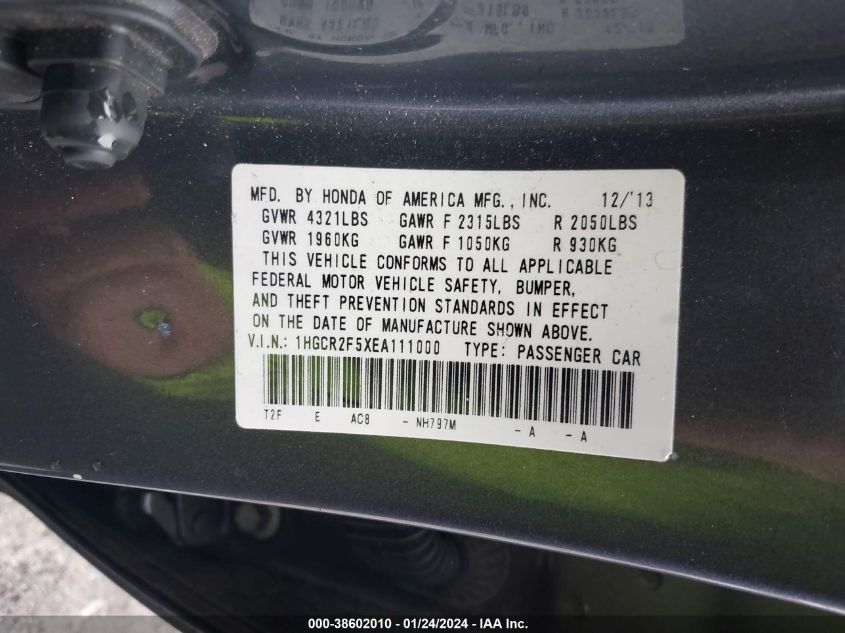 MFD. BY HONDA OF AMERICA MFG., INC. 12/'13
GVWR 4321LBS GAWR F 2315LBS R 2050LBS
GVWR 1960KG GAWR F 1050KG R 930KG
THIS VEHICLE CONFORMS TO ALL APPLICABLE
FEDERAL MOTOR VEHICLE SAFETY, BUMPER,
AND THEFT PREVENTION STANDARDS IN EFFECT
ON THE DATE OF MANUFACTURE SHOWN ABOVE.
V.I.N.: 1HGCR2F5XEA111000 TYPE: PASSENGER CAR
T2F E AC8 - NH797M - A - A
000-38602010 | 01/24/2024 - IAA Inc.